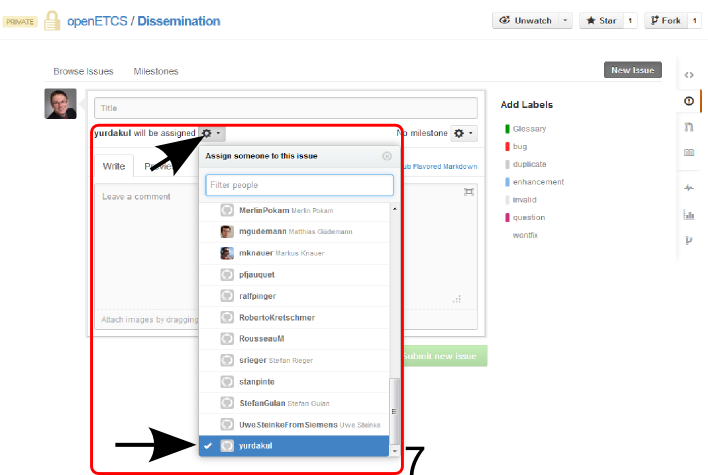 PRIVATE openETCS / Dissemination Unwatch Star 1 Fork 1
Browse Issues Milestones New Issue
Title
yurdakul will be assigned No milestone
Add Labels
Glossary
bug
duplicate
enhancement
invalid
question
wontfix
Assign someone to this issue
Write Flavored Markdown
Filter people
Leave a comment
MerlinPokam Merlin Pokam
mgudemann Matthias Güdemann
mknauer Markus Knauer
pfjauquet
ralfpinger
RobertoKretschmer
Attach images by dragging
RousseauM
srieger Stefan Rieger
Submit new issue
stanpinte
StefanGulan Stefan Gulan
UweSteinkeFromSiemens Uwe Steinke
yurdakul
7